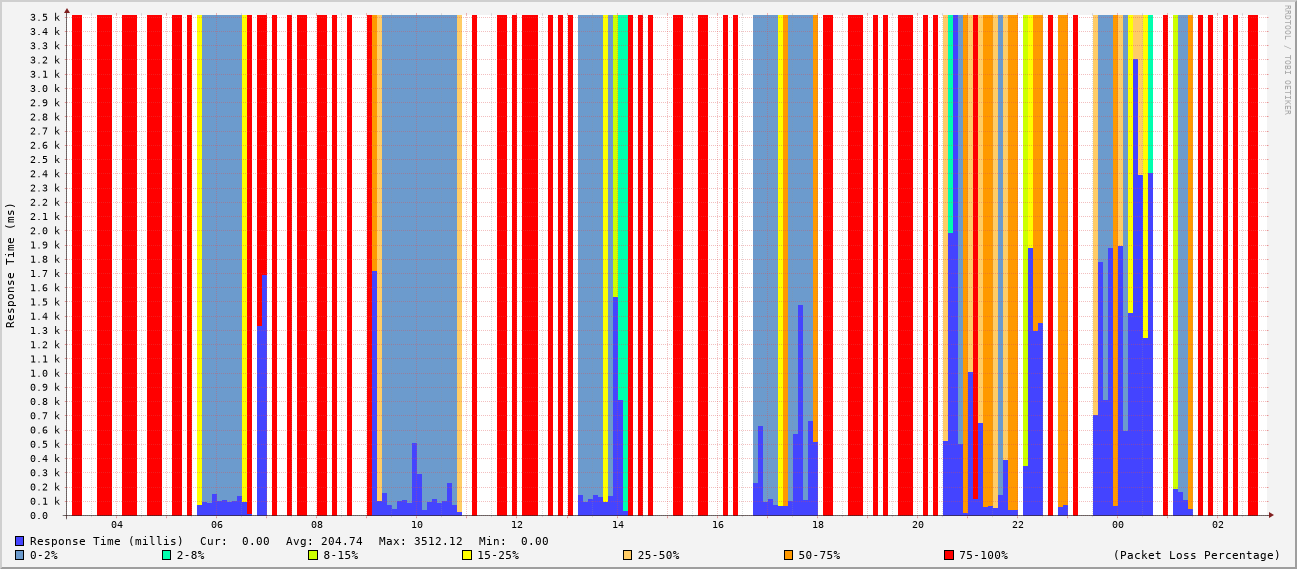 RRDTOOL / TOBI OETIKER
Response Time (ms)
3.5 k
3.4 k
3.3 k
3.2 k
3.1 k
3.0 k
2.9 k
2.8 k
2.7 k
2.6 k
2.5 k
2.4 k
2.3 k
2.2 k
2.1 k
2.0 k
1.9 k
1.8 k
1.7 k
1.6 k
1.5 k
1.4 k
1.3 k
1.2 k
1.1 k
1.0 k
0.9 k
0.8 k
0.7 k
0.6 k
0.5 k
0.4 k
0.3 k
0.2 k
0.1 k
0.0
04 06 08 10 12 14 16 18 20 22 00 02
Response Time (millis) Cur: 0.00 Avg: 204.74 Max: 3512.12 Min: 0.00
0-2% 2-8% 8-15% 15-25% 25-50% 50-75% 75-100% (Packet Loss Percentage)